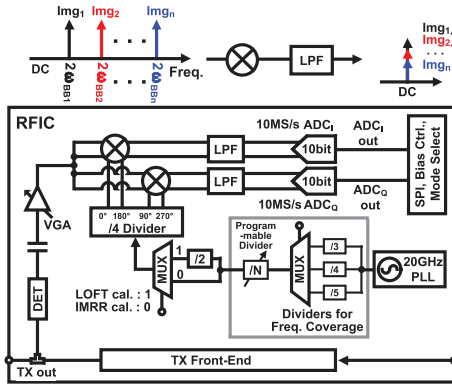 Img1 Img2 Imgn
DC Freq.
2ωBB1 2ωBB2 2ωBBn
LPF
Img1,
Img2,
Imgn
DC
RFIC
10MS/s ADCI
ADCI
out
LPF
10bit
LPF
10bit
10MS/s ADCQ
ADCQ
out
SPI, Bias Ctrl.,
Mode Select
VGA
0° 180° 90° 270°
/4 Divider
DET
MUX
1
0
/2
LOFT cal. : 1
IMRR cal. : 0
Program
-mable
Divider
/N
MUX
/3
/4
/5
20GHz
PLL
Dividers for
Freq. Coverage
TX out
TX Front-End